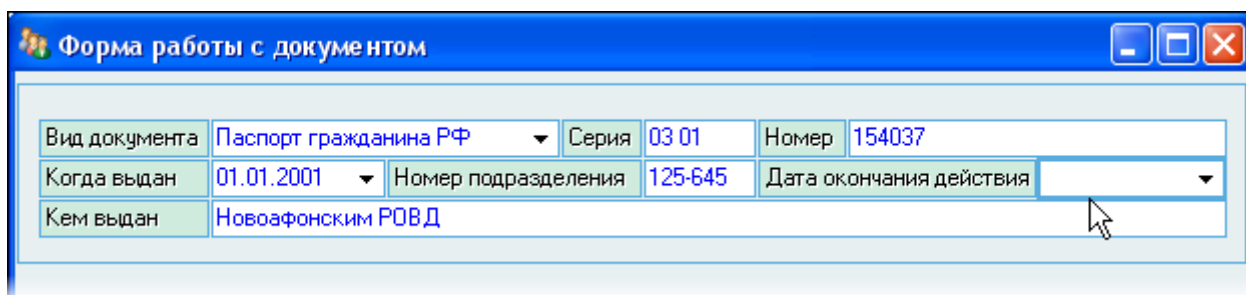 Форма работы с документом
Вид документа Паспорт гражданина РФ Серия 03 01 Номер 154037
Когда выдан 01.01.2001 Номер подразделения 125-645 Дата окончания действия
Кем выдан Новоафонским РОВД